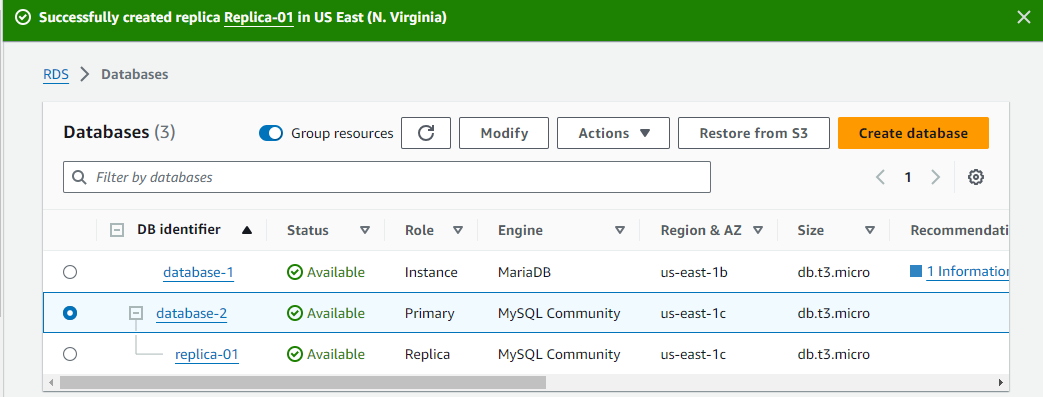 Successfully created replica Replica-01 in US East (N. Virginia)
RDS Databases
Databases (3) Group resources Modify Actions Restore from S3 Create database
Filter by databases 1
DB identifier Status Role Engine Region & AZ Size Recommendati
database-1 Available Instance MariaDB us-east-1b db.t3.micro 1 Information
database-2 Available Primary MySQL Community us-east-1c db.t3.micro
replica-01 Available Replica MySQL Community us-east-1c db.t3.micro